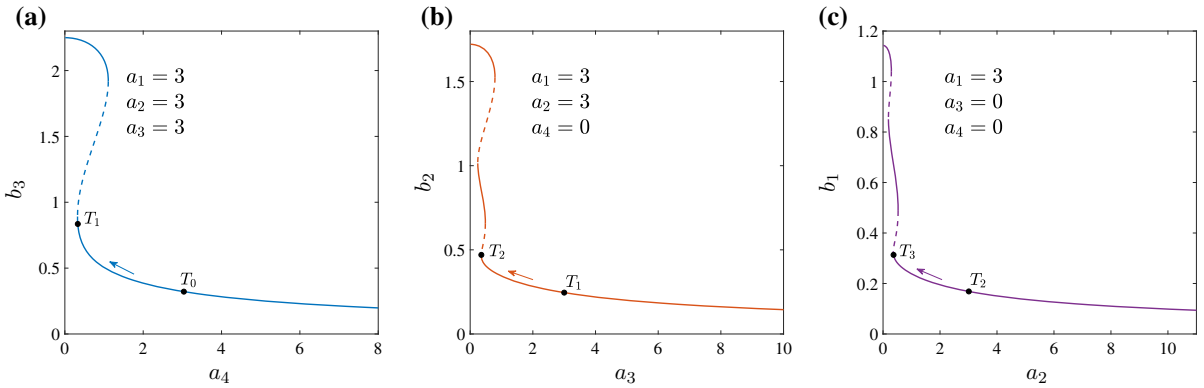 (a)
b₃
2
1.5
1
0.5
0
0 2 4 6 8
a₄
a₁ = 3
a₂ = 3
a₃ = 3
T₁
T₀
(b)
b₂
1.5
1
0.5
0
0 2 4 6 8 10
a₃
a₁ = 3
a₂ = 3
a₄ = 0
T₂
T₁
(c)
b₁
1.2
1
0.8
0.6
0.4
0.2
0
0 2 4 6 8 10
a₂
a₁ = 3
a₃ = 0
a₄ = 0
T₃
T₂